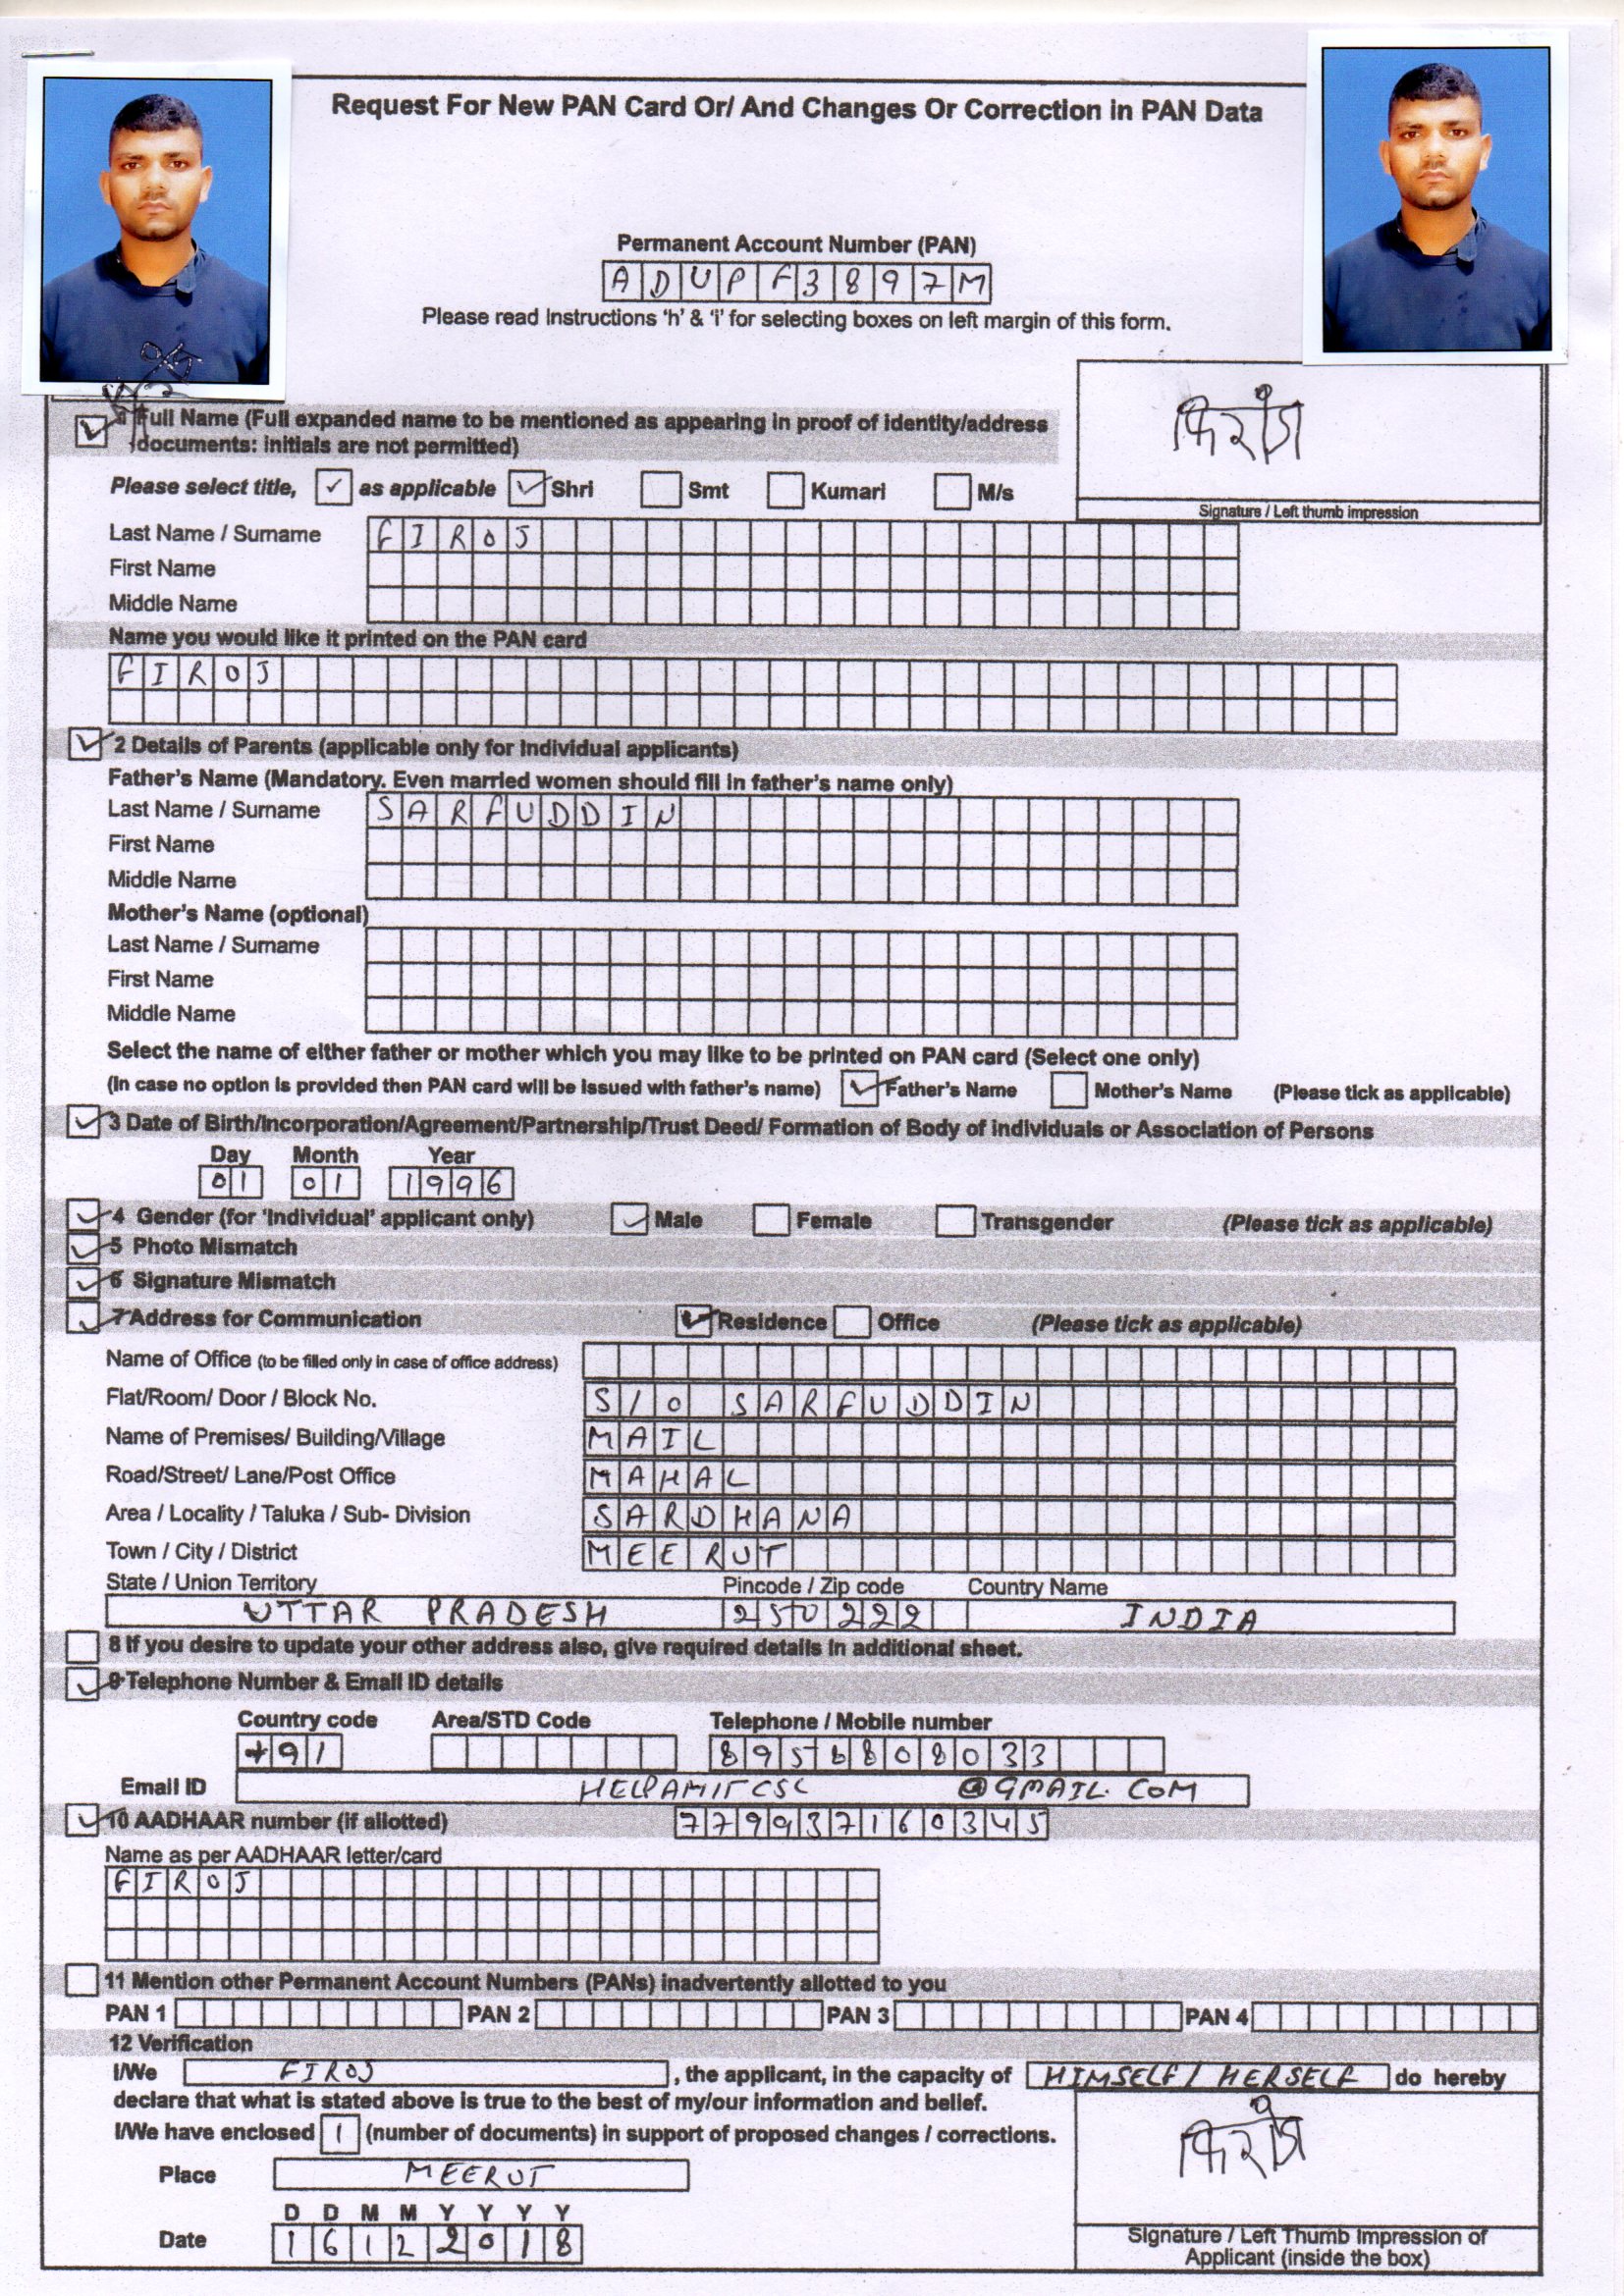 Request For New PAN Card Or/ And Changes Or Correction in PAN Data
Permanent Account Number (PAN)
ADUPF3897M
Please read Instructions 'h' & 'i' for selecting boxes on left margin of this form.
फिरोज
1 Full Name (Full expanded name to be mentioned as appearing in proof of identity/address
documents: initials are not permitted)
फिरोज
Signature / Left thumb impression
Please select title, ✓ as applicable ✓ Shri Smt Kumari M/s
Last Name / Surname FIROJ
First Name
Middle Name
Name you would like it printed on the PAN card
FIROJ
2 Details of Parents (applicable only for Individual applicants)
Father's Name (Mandatory. Even married women should fill in father's name only)
Last Name / Surname SARFUDDIN
First Name
Middle Name
Mother's Name (optional)
Last Name / Surname
First Name
Middle Name
Select the name of either father or mother which you may like to be printed on PAN card (Select one only)
(In case no option is provided then PAN card will be issued with father's name) ✓ Father's Name Mother's Name (Please tick as applicable)
3 Date of Birth/Incorporation/Agreement/Partnership/Trust Deed/ Formation of Body of individuals or Association of Persons
Day Month Year
01 01 1996
4 Gender (for 'Individual' applicant only) ✓ Male Female Transgender (Please tick as applicable)
5 Photo Mismatch
6 Signature Mismatch
7 Address for Communication ✓ Residence Office (Please tick as applicable)
Name of Office (to be filled only in case of office address)
Flat/Room/ Door / Block No. S/O SARFUDDIN
Name of Premises/ Building/Village MAIL
Road/Street/ Lane/Post Office MAHAL
Area / Locality / Taluka / Sub- Division SARDHANA
Town / City / District MEERUT
State / Union Territory Pincode / Zip code Country Name
UTTAR PRADESH 250222 INDIA
8 If you desire to update your other address also, give required details in additional sheet.
9 Telephone Number & Email ID details
Country code Area/STD Code Telephone / Mobile number
+91 8958808033
Email ID HELPAMITCSC @GMAIL.COM
10 AADHAAR number (if allotted) 779937160345
Name as per AADHAAR letter/card
FIROJ
11 Mention other Permanent Account Numbers (PANs) inadvertently allotted to you
PAN 1 PAN 2 PAN 3 PAN 4
12 Verification
I/We FIROJ , the applicant, in the capacity of HIMSELF / HERSELF do hereby
declare that what is stated above is true to the best of my/our information and belief.
I/We have enclosed 1 (number of documents) in support of proposed changes / corrections.
Place MEERUT
D D M M Y Y Y Y
Date 16122018
फिरोज
Signature / Left Thumb Impression of
Applicant (inside the box)